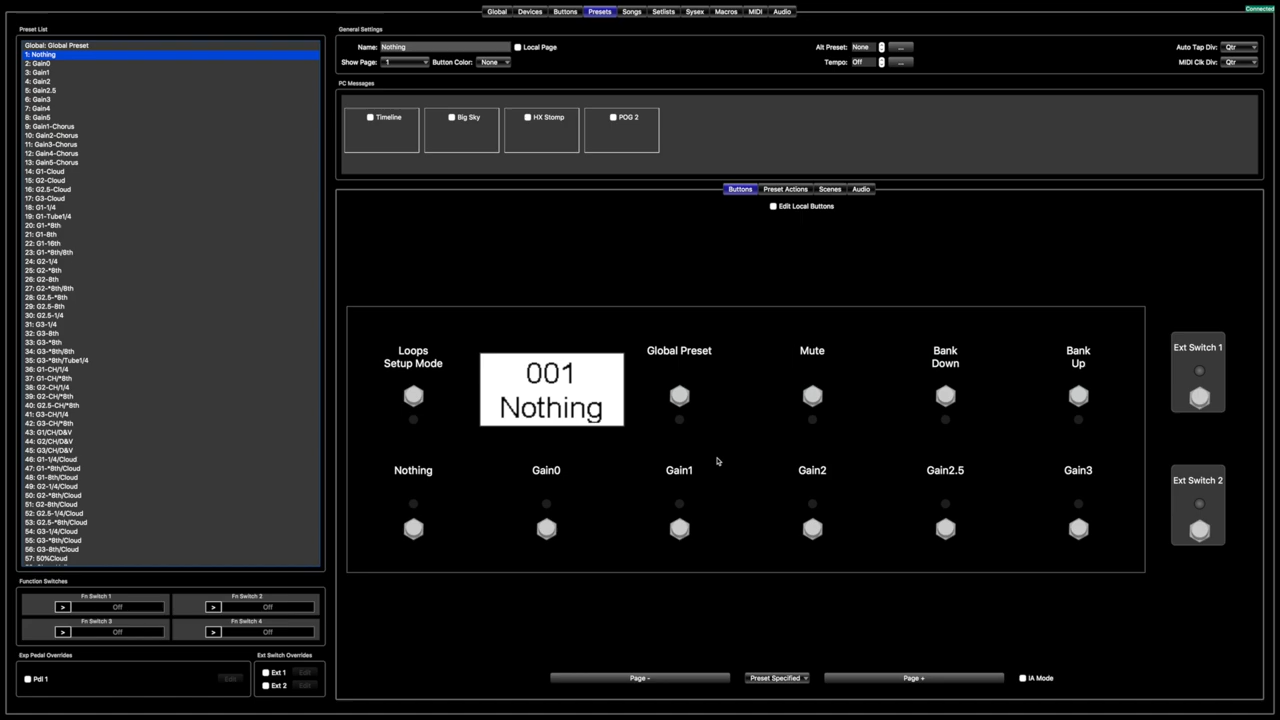 Global Devices Buttons Presets Songs Setlists Sysex Macros MIDI Audio
Connected
Preset List
Global: Global Preset
1: Nothing
2: Gain0
3: Gain1
4: Gain2
5: Gain2.5
6: Gain3
7: Gain4
8: Gain5
9: Gain1-Chorus
10: Gain2-Chorus
11: Gain3-Chorus
12: Gain4-Chorus
13: Gain5-Chorus
14: G1-Cloud
15: G2-Cloud
16: G2.5-Cloud
17: G3-Cloud
18: G1-1/4
19: G1-Tube1/4
20: G1-*8th
21: G1-8th
22: G1-16th
23: G1-*8th/8th
24: G2-1/4
25: G2-*8th
26: G2-8th
27: G2-*8th/8th
28: G2.5-*8th
29: G2.5-8th
30: G2.5-1/4
31: G3-1/4
32: G3-8th
33: G3-*8th
34: G3-*8th/8th
35: G3-*8th/Tube1/4
36: G1-CH/1/4
37: G1-CH/*8th
38: G2-CH/1/4
39: G2-CH/*8th
40: G2.5-CH/*8th
41: G3-CH/1/4
42: G3-CH/*8th
43: G1/CH/D&V
44: G2/CH/D&V
45: G3/CH/D&V
46: G1-1/4/Cloud
47: G1-*8th/Cloud
48: G1-8th/Cloud
49: G2-1/4/Cloud
50: G2-*8th/Cloud
51: G2-8th/Cloud
52: G2.5-1/4/Cloud
53: G2.5-*8th/Cloud
54: G3-1/4/Cloud
55: G3-*8th/Cloud
56: G3-8th/Cloud
57: 50%Cloud
Function Switches
Fn Switch 1 Fn Switch 2
> Off > Off
Fn Switch 3 Fn Switch 4
> Off > Off
Exp Pedal Overrides
Pdl 1 Edit
Ext Switch Overrides
Ext 1 Edit
Ext 2 Edit
General Settings
Name: Nothing Local Page Alt Preset: None ... Auto Tap Div: Qtr
Show Page: 1 Button Color: None Tempo: Off ... MIDI Clk Div: Qtr
PC Messages
Timeline Big Sky HX Stomp POG 2
Buttons Preset Actions Scenes Audio
Edit Local Buttons
Loops
Setup Mode
001
Nothing
Global Preset
Mute
Bank
Down
Bank
Up
Ext Switch 1
Nothing Gain0 Gain1 Gain2 Gain2.5 Gain3
Ext Switch 2
Page - Preset Specified Page + IA Mode